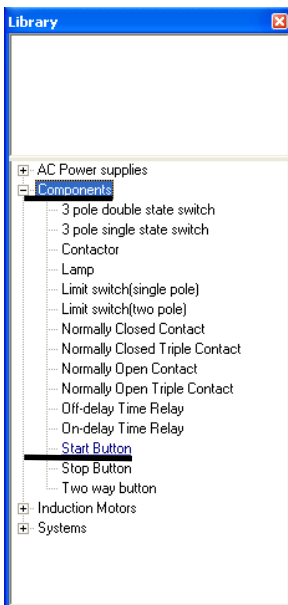 Library
AC Power supplies
Components
3 pole double state switch
3 pole single state switch
Contactor
Lamp
Limit switch(single pole)
Limit switch(two pole)
Normally Closed Contact
Normally Closed Triple Contact
Normally Open Contact
Normally Open Triple Contact
Off-delay Time Relay
On-delay Time Relay
Start Button
Stop Button
Two way button
Induction Motors
Systems